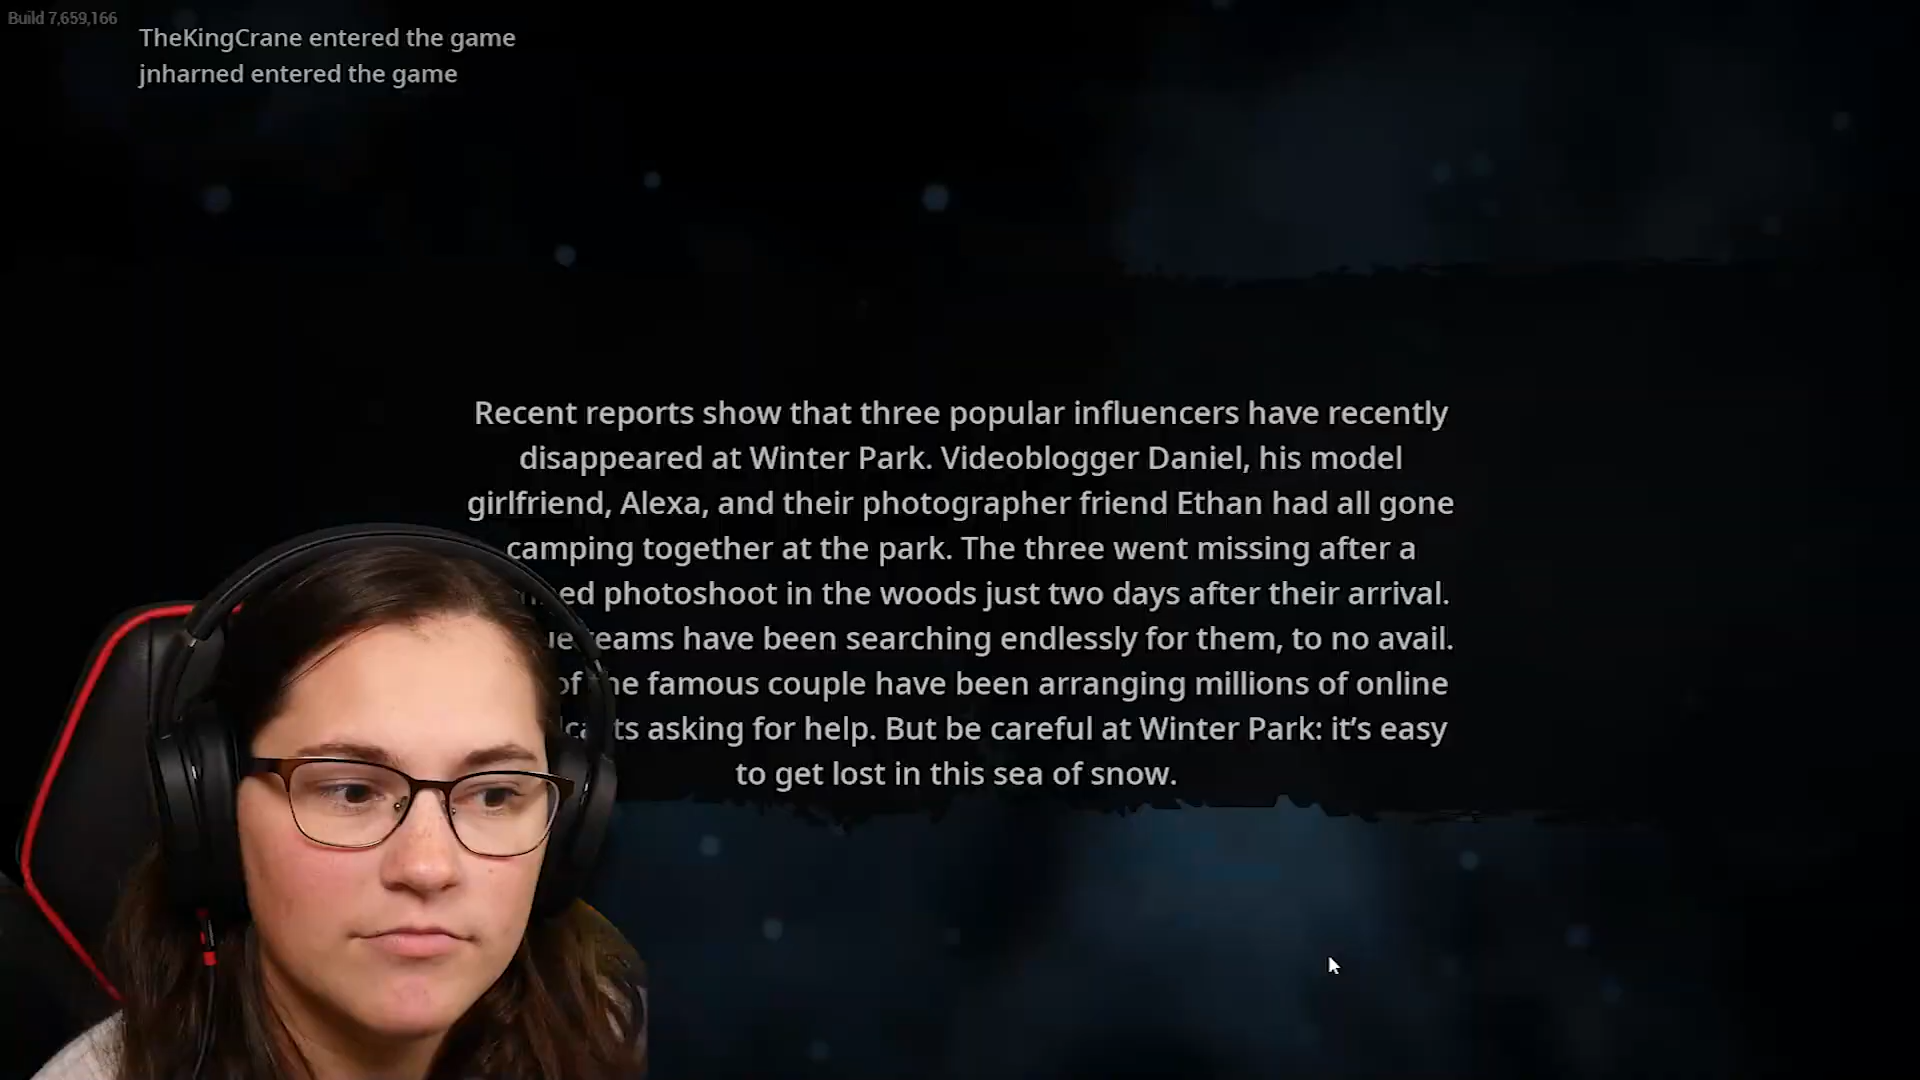 Build 7,659,166
TheKingCrane entered the game
jnharned entered the game
Recent reports show that three popular influencers have recently
disappeared at Winter Park. Videoblogger Daniel, his model
girlfriend, Alexa, and their photographer friend Ethan had all gone
camping together at the park. The three went missing after a
photoshoot in the woods just two days after their arrival.
teams have been searching endlessly for them, to no avail.
of the famous couple have been arranging millions of online
asking for help. But be careful at Winter Park: it’s easy
to get lost in this sea of snow.